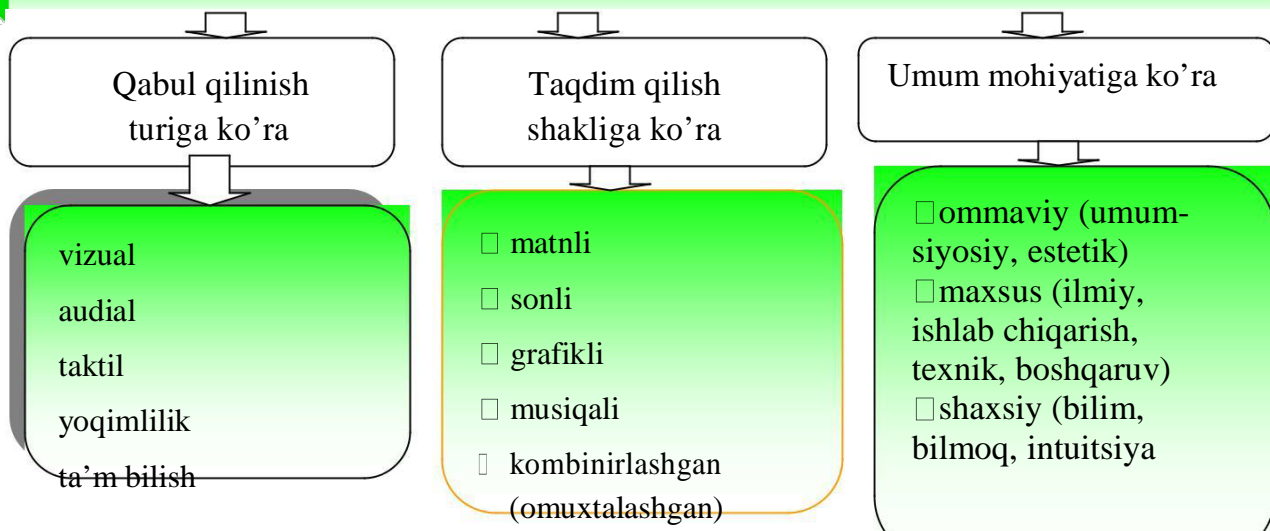 Qabul qilinish
turiga ko’ra
vizual
audial
taktil
yoqimlilik
ta’m bilish
Taqdim qilish
shakliga ko’ra
matnli
sonli
grafikli
musiqali
kombinirlashgan
(omuxtalashgan)
Umum mohiyatiga ko’ra
ommaviy (umum-
siyosiy, estetik)
maxsus (ilmiy,
ishlab chiqarish,
texnik, boshqaruv)
shaxsiy (bilim,
bilmoq, intuitsiya